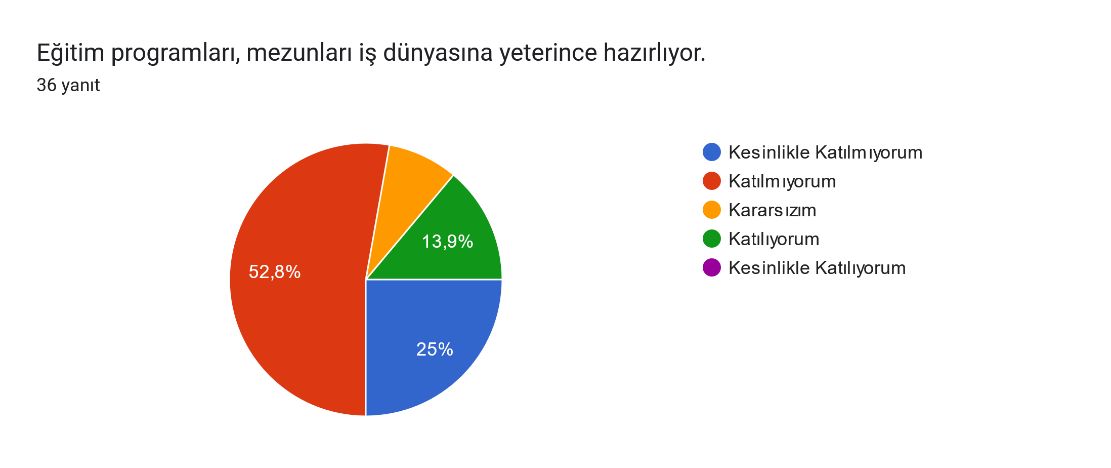 Eğitim programları, mezunları iş dünyasına yeterince hazırlıyor.
36 yanıt
Kesinlikle Katılmıyorum
Katılmıyorum
Kararsızım
Katılıyorum
Kesinlikle Katılıyorum
13,9%
52,8%
25%